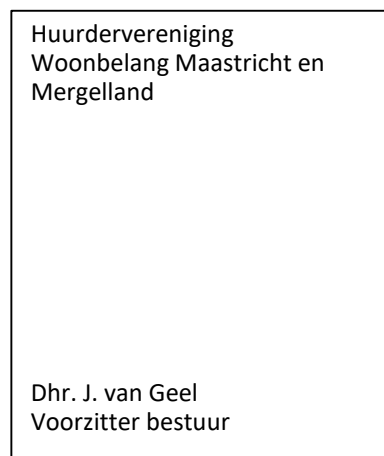 Huurdervereniging
Woonbelang Maastricht en
Mergelland
Dhr. J. van Geel
Voorzitter bestuur